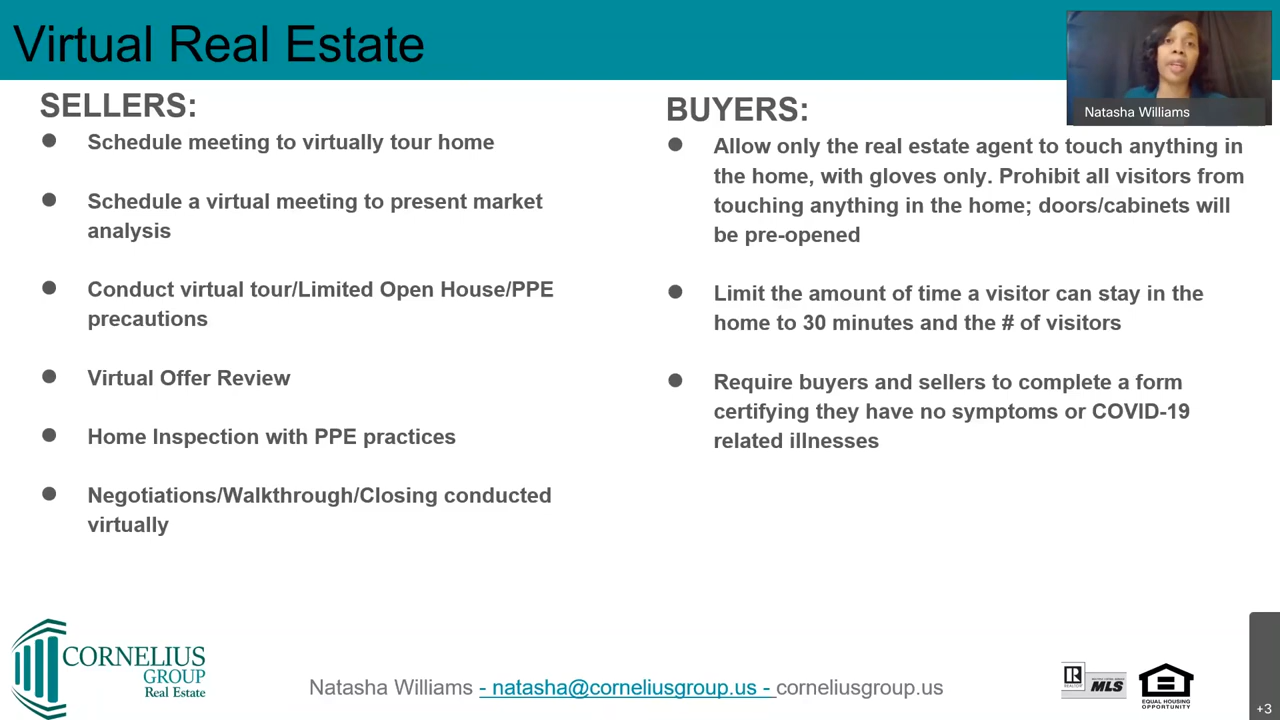 Virtual Real Estate
Natasha Williams
SELLERS:
● Schedule meeting to virtually tour home
● Schedule a virtual meeting to present market
analysis
● Conduct virtual tour/Limited Open House/PPE
precautions
● Virtual Offer Review
● Home Inspection with PPE practices
● Negotiations/Walkthrough/Closing conducted
virtually
BUYERS:
● Allow only the real estate agent to touch anything in
the home, with gloves only. Prohibit all visitors from
touching anything in the home; doors/cabinets will
be pre-opened
● Limit the amount of time a visitor can stay in the
home to 30 minutes and the # of visitors
● Require buyers and sellers to complete a form
certifying they have no symptoms or COVID-19
related illnesses
CORNELIUS
GROUP
Real Estate
Natasha Williams - natasha@corneliusgroup.us - corneliusgroup.us
R
REALTOR
MLS
EQUAL HOUSING
OPPORTUNITY
+3